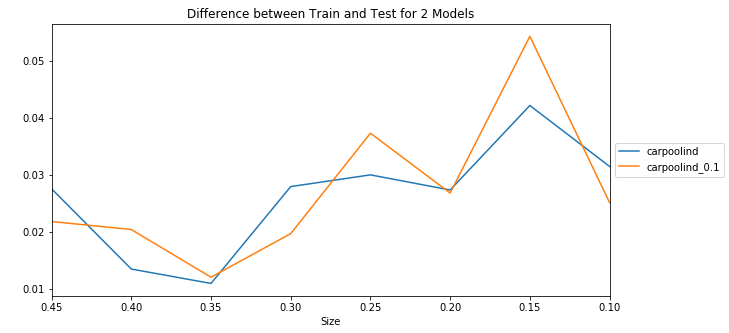 Difference between Train and Test for 2 Models
0.05
0.04
0.03
0.02
0.01
0.45 0.40 0.35 0.30 0.25 0.20 0.15 0.10
Size
carpoolind
carpoolind_0.1